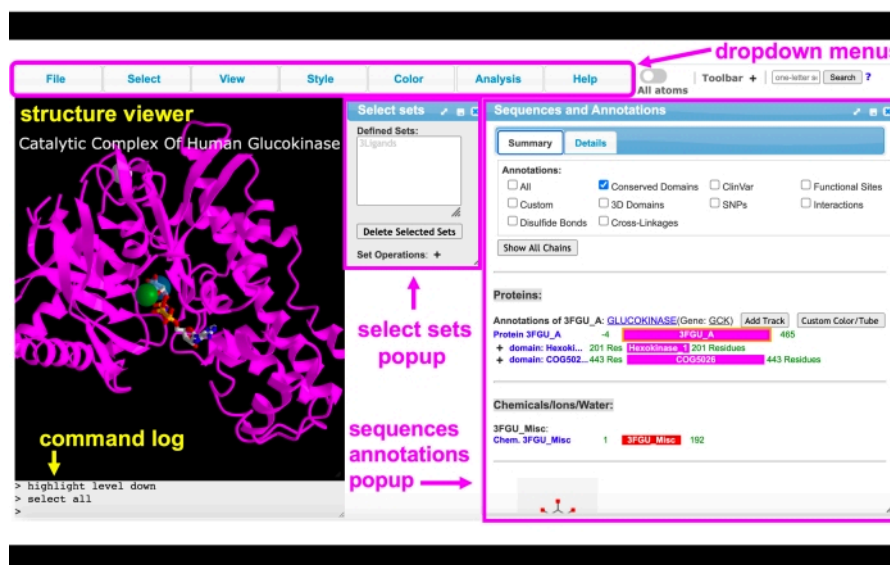 dropdown menus
File Select View Style Color Analysis Help
All atoms
Toolbar + one-letter Search ?
structure viewer
Catalytic Complex Of Human Glucokinase
Select sets
Defined Sets:
3Ligands
Delete Selected Sets
Set Operations: +
select sets
popup
sequences
annotations
popup
command log
> highlight level down
> select all
>
Sequences and Annotations
Summary Details
Annotations:
All Conserved Domains ClinVar Functional Sites
Custom 3D Domains SNPs Interactions
Disulfide Bonds Cross-Linkages
Show All Chains
Proteins:
Annotations of 3FGU_A: GLUCOKINASE(Gene: GCK) Add Track Custom Color/Tube
Protein 3FGU_A -4 3FGU_A 465
+ domain: Hexoki... 201 Res Hexokinase_1 201 Residues
+ domain: COG502... 443 Res COG5026 443 Residues
Chemicals/Ions/Water:
3FGU_Misc:
Chem. 3FGU_Misc 1 3FGU_Misc 192